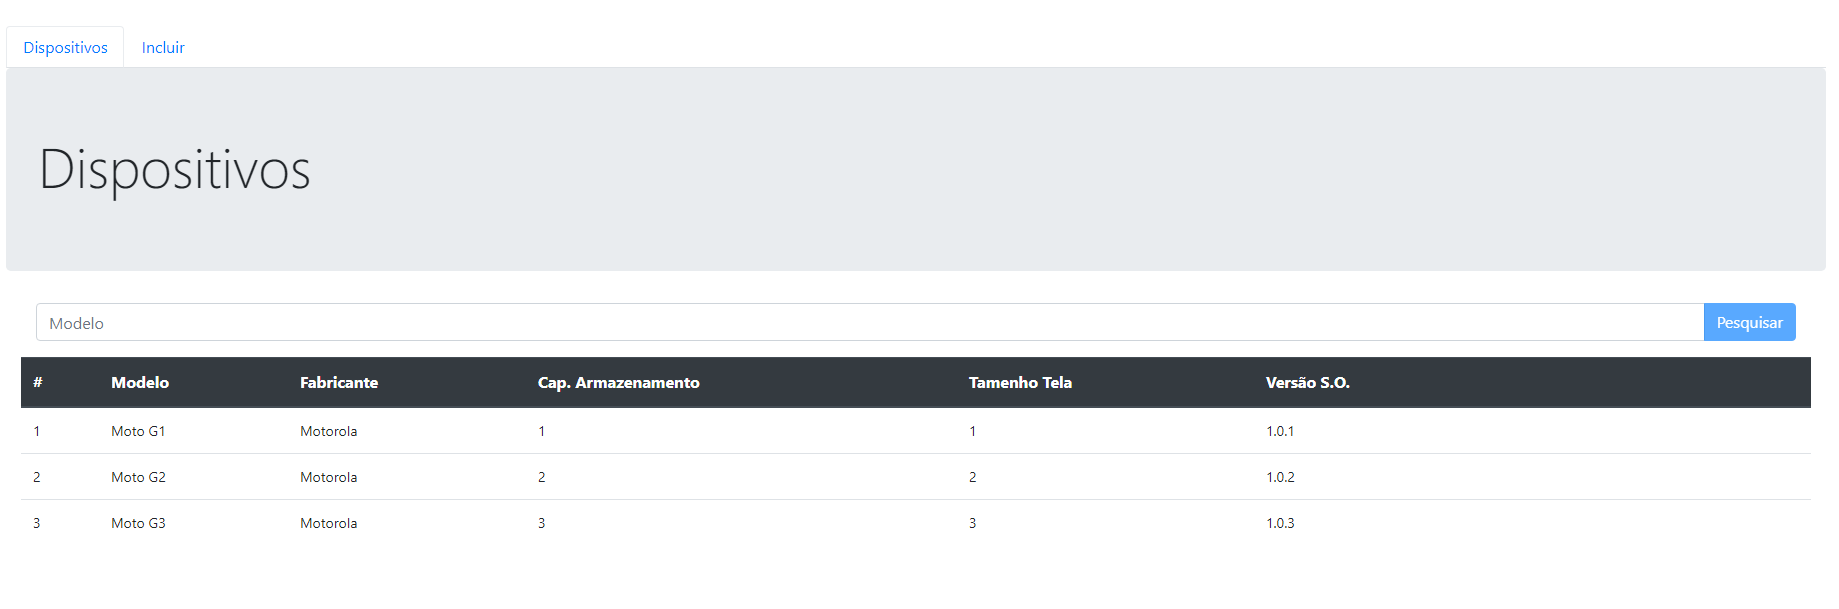 Dispositivos Incluir
Dispositivos
Modelo Pesquisar
# Modelo Fabricante Cap. Armazenamento Tamenho Tela Versão S.O.
1 Moto G1 Motorola 1 1 1.0.1
2 Moto G2 Motorola 2 2 1.0.2
3 Moto G3 Motorola 3 3 1.0.3